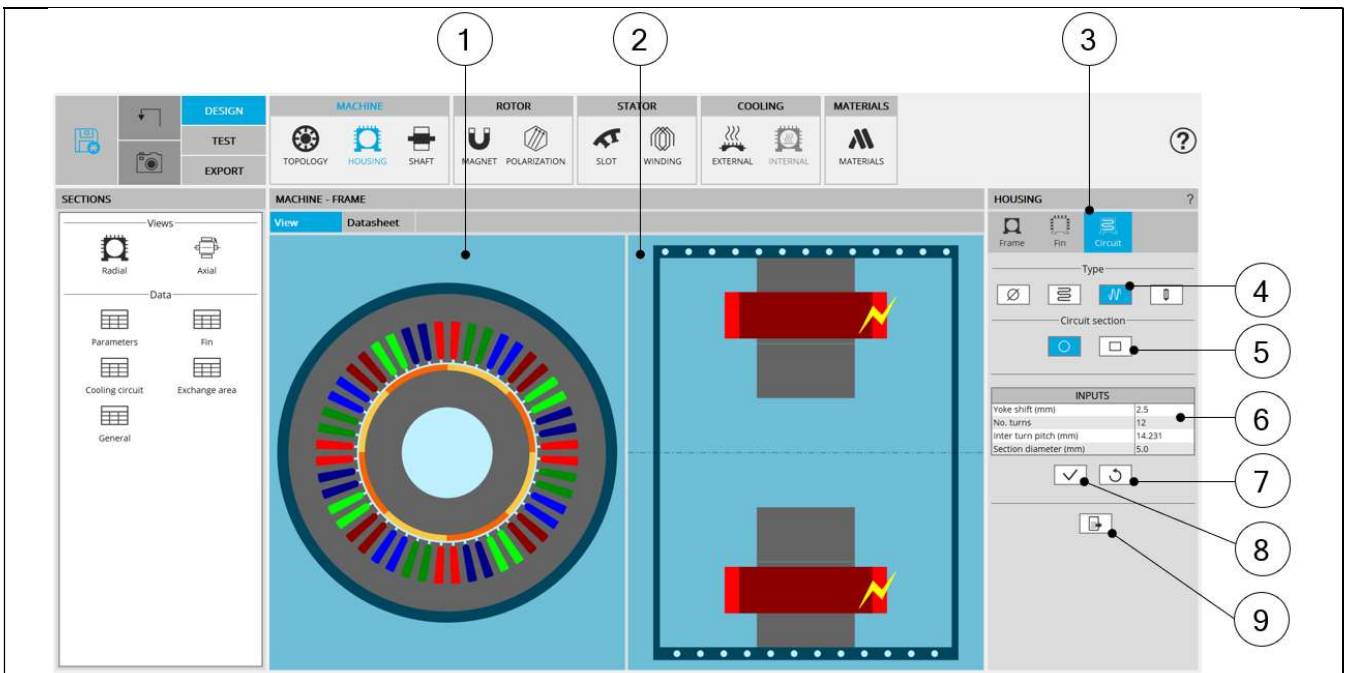 1 2 3
DESIGN MACHINE ROTOR STATOR COOLING MATERIALS
TEST
EXPORT
TOPOLOGY HOUSING SHAFT MAGNET POLARIZATION SLOT WINDING EXTERNAL INTERNAL MATERIALS
?
SECTIONS MACHINE - FRAME HOUSING ?
View Datasheet
Views
Radial Axial
Data
Parameters Fin
Cooling circuit Exchange area
General
Frame Fin Circuit
Type
4
Circuit section
5
INPUTS
Yoke shift (mm) 2.5
No. turns 12
Inter turn pitch (mm) 14.231
Section diameter (mm) 5.0
6
7
8
9